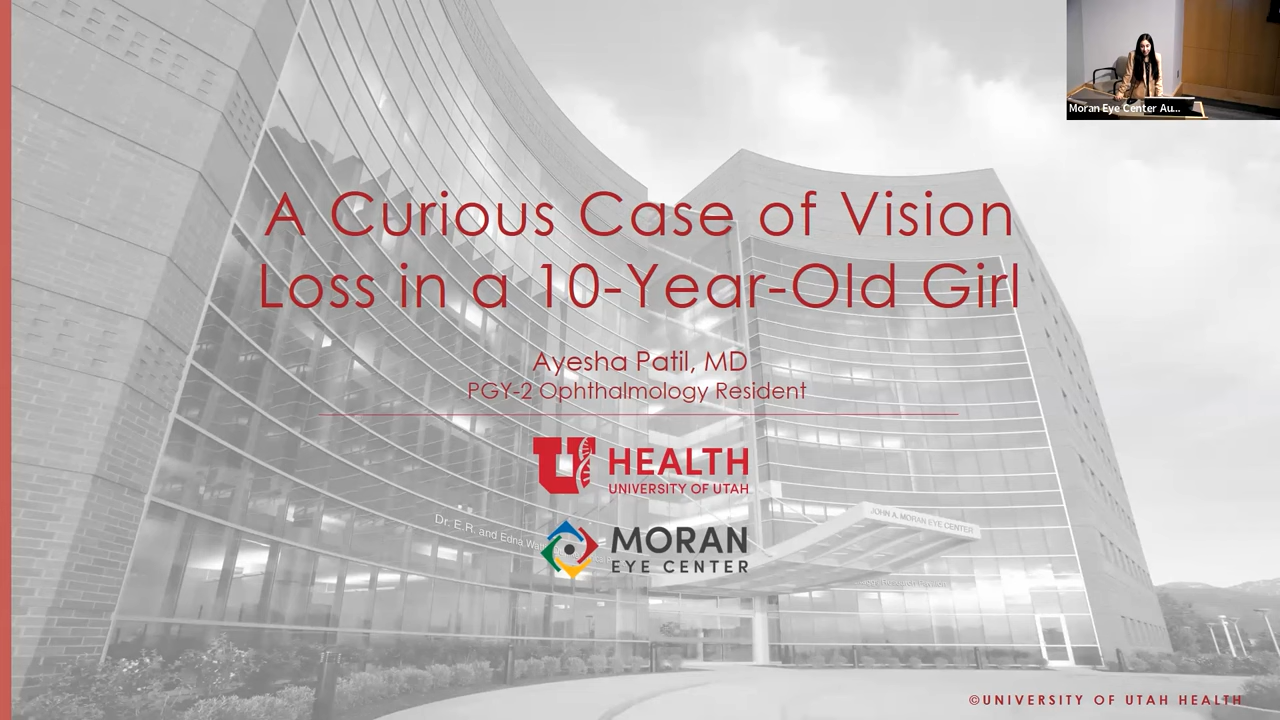 Moran Eye Center Au...
A Curious Case of Vision
Loss in a 10-Year-Old Girl
Ayesha Patil, MD
PGY-2 Ophthalmology Resident
U HEALTH
UNIVERSITY OF UTAH
JOHN A. MORAN EYE CENTER
Dr. E.R. and Edna
MORAN
EYE CENTER
©UNIVERSITY OF UTAH HEALTH